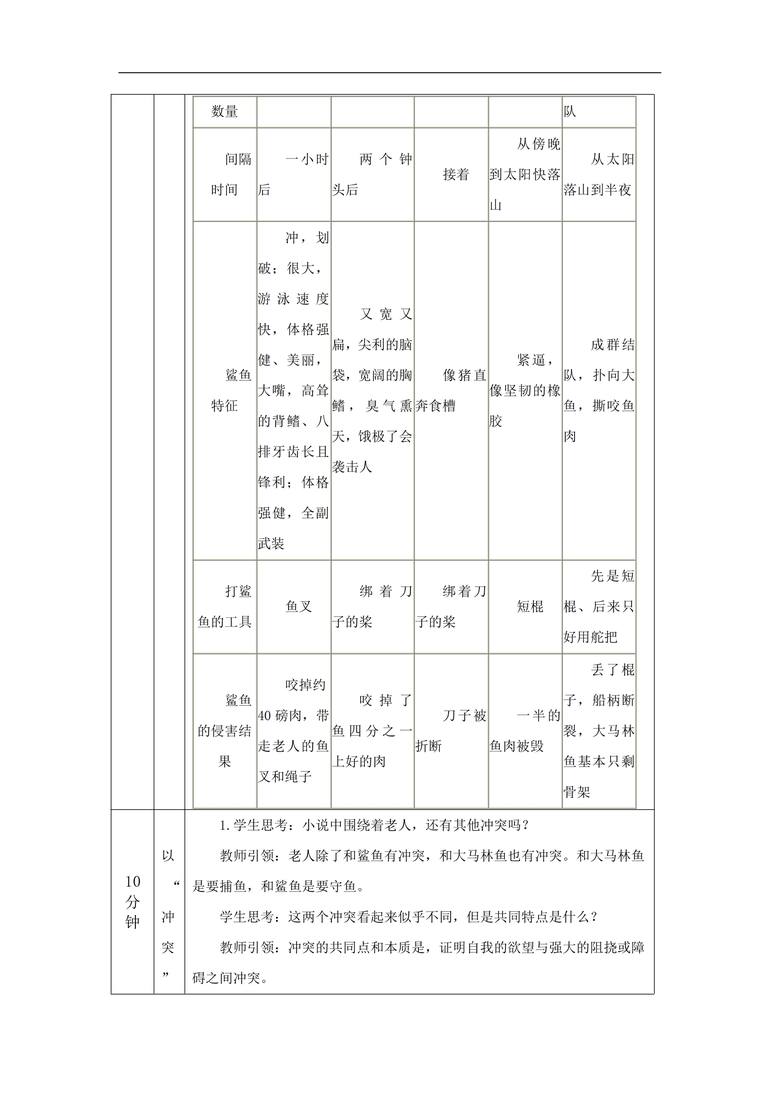 数量 队
间隔时间 一小时后 两个钟头后 接着 从傍晚到太阳快落山 从太阳落山到半夜
鲨鱼特征 冲，划破；很大，游泳速度快，体格强健、美丽，大嘴，高耸的背鳍、八排牙齿长且锋利；体格强健，全副武装 又宽又扁，尖利的脑袋，宽阔的胸鳍，臭气熏天，饿极了会袭击人 像猪直奔食槽 紧逼，像坚韧的橡胶 成群结队，扑向大鱼，撕咬鱼肉
打鲨鱼的工具 鱼叉 绑着刀子的桨 绑着刀子的桨 短棍 先是短棍、后来只好用舵把
鲨鱼的侵害结果 咬掉约40磅肉，带走老人的鱼叉和绳子 咬掉了鱼四分之一上好的肉 刀子被折断 一半的鱼肉被毁 丢了棍子，船柄断裂，大马林鱼基本只剩骨架
10分钟
以“冲突”
1.学生思考：小说中围绕着老人，还有其他冲突吗？
教师引领：老人除了和鲨鱼有冲突，和大马林鱼也有冲突。和大马林鱼
是要捕鱼，和鲨鱼是要守鱼。
学生思考：这两个冲突看起来似乎不同，但是共同特点是什么？
教师引领：冲突的共同点和本质是，证明自我的欲望与强大的阻挠或障
碍之间冲突。